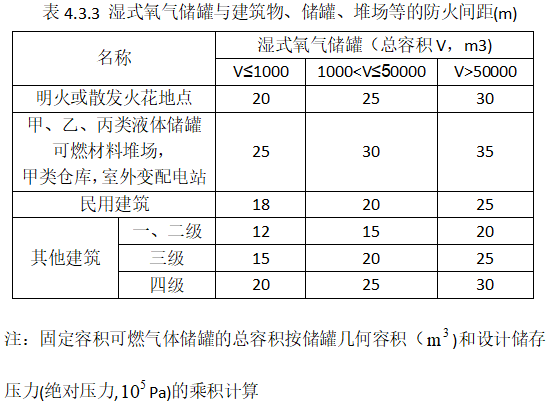 表 4.3.3 湿式氧气储罐与建筑物、储罐、堆场等的防火间距(m)
名称
湿式氧气储罐（总容积 V，m3)
V≤1000 1000<V≤50000 V>50000
明火或散发火花地点 20 25 30
甲、乙、丙类液体储罐
可燃材料堆场，
甲类仓库，室外变配电站
25 30 35
民用建筑 18 20 25
其他建筑
一、二级 12 15 20
三级 15 20 25
四级 20 25 30
注：固定容积可燃气体储罐的总容积按储罐几何容积（m³)和设计储存
压力(绝对压力,10⁵Pa)的乘积计算